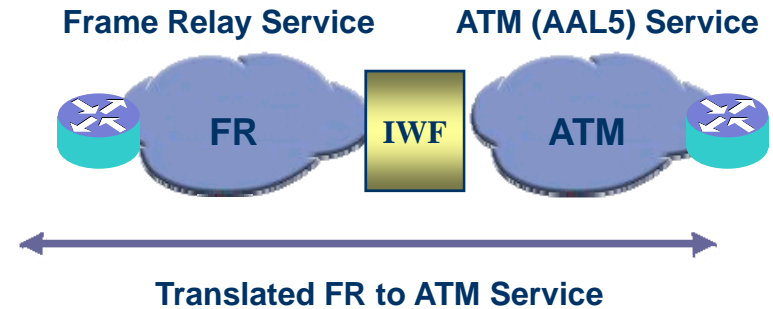 Frame Relay Service
ATM (AAL5) Service
FR
IWF
ATM
Translated FR to ATM Service